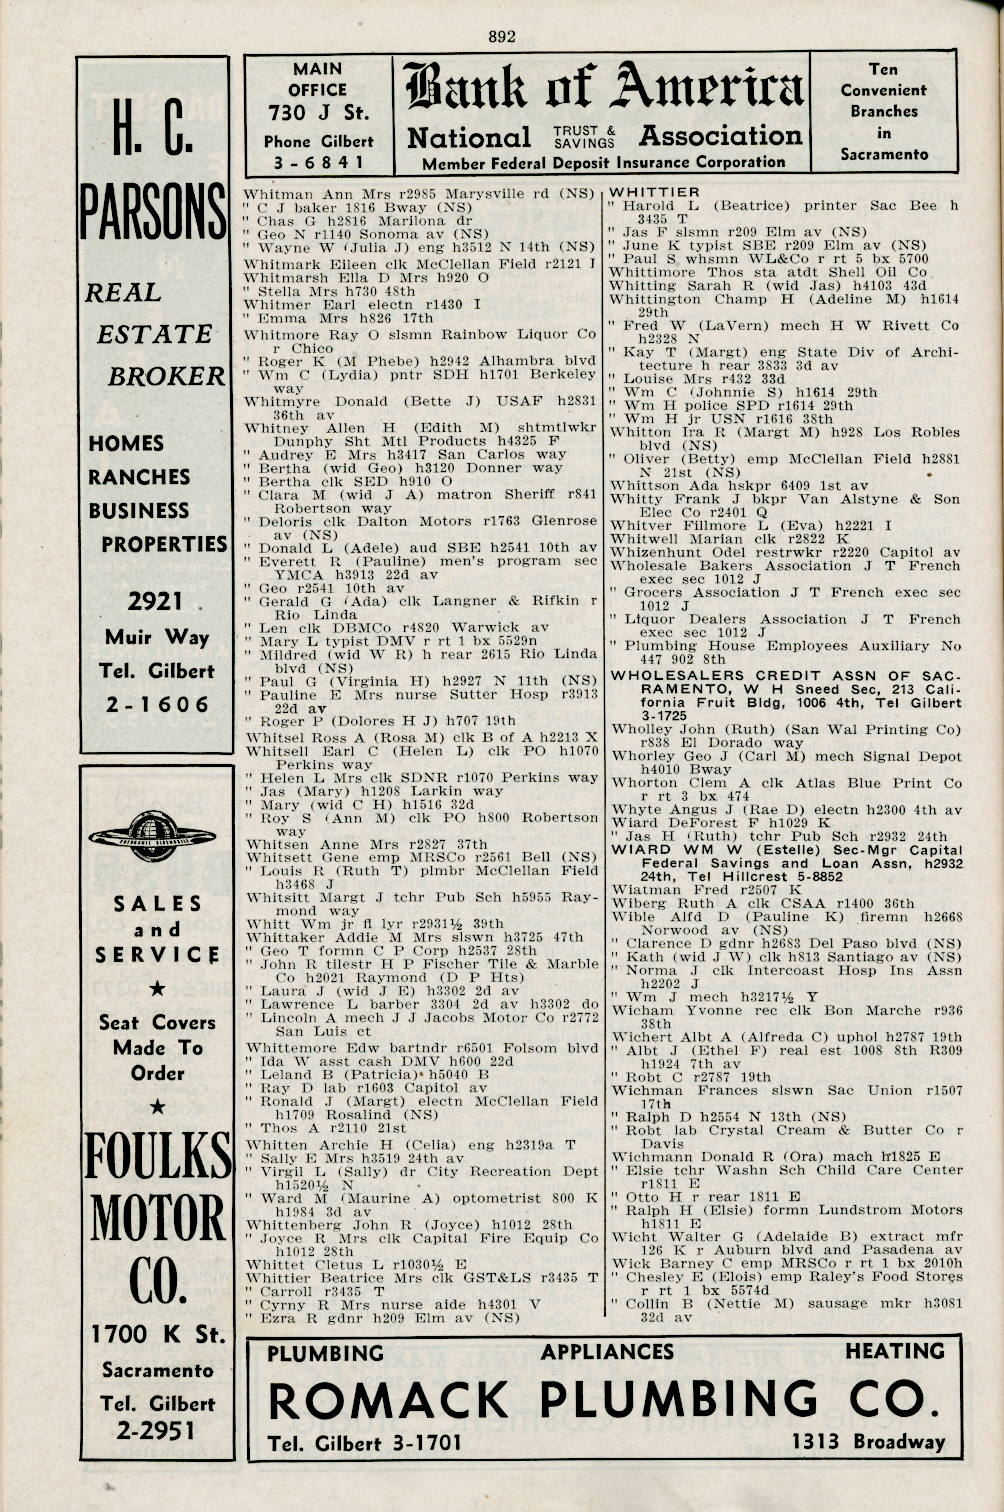 892
H. C.
PARSONS
REAL
ESTATE
BROKER
HOMES
RANCHES
BUSINESS
PROPERTIES
2921
Muir Way
Tel. Gilbert
2-1606
SALES
and
SERVICE
★
Seat Covers
Made To
Order
★
FOULKS
MOTOR
CO.
1700 K St.
Sacramento
Tel. Gilbert
2-2951
MAIN
OFFICE
730 J St.
Phone Gilbert
3-6841
Bank of America
National TRUST & SAVINGS Association
Member Federal Deposit Insurance Corporation
Ten
Convenient
Branches
in
Sacramento
Whitman Ann Mrs r2985 Marysville rd (NS)
" C J baker 1816 Bway (NS)
" Chas G h2816 Marilona dr
" Geo N r1140 Sonoma av (NS)
" Wayne W (Julia J) eng h3512 N 14th (NS)
Whitmark Eileen clk McClellan Field r2121 I
Whitmarsh Ella D Mrs h920 O
" Stella Mrs h730 48th
Whitmer Earl electn r1430 I
" Emma Mrs h826 17th
Whitmore Ray O slsmn Rainbow Liquor Co
r Chico
" Roger K (M Phebe) h2942 Alhambra blvd
" Wm C (Lydia) pntr SDH h1701 Berkeley
way
Whitmyre Donald (Bette J) USAF h2831
36th av
Whitney Allen H (Edith M) shtmtlwkr
Dunphy Sht Mtl Products h4325 F
" Audrey E Mrs h3417 San Carlos way
" Bertha (wid Geo) h3120 Donner way
" Bertha clk SED h910 O
" Clara M (wid J A) matron Sheriff r841
Robertson way
" Deloris clk Dalton Motors r1763 Glenrose
av (NS)
" Donald L (Adele) aud SBE h2541 10th av
" Everett R (Pauline) men's program sec
YMCA h3913 22d av
" Geo r2541 10th av
" Gerald G (Ada) clk Langner & Rifkin r
Rio Linda
" Len clk DBMCo r4820 Warwick av
" Mary L typist DMV r rt 1 bx 5529n
" Mildred (wid W R) h rear 2615 Rio Linda
blvd (NS)
" Paul G (Virginia H) h2927 N 11th (NS)
" Pauline E Mrs nurse Sutter Hosp r3913
22d av
" Roger P (Dolores H J) h707 19th
Whitsel Ross A (Rosa M) clk B of A h2213 X
Whitsell Earl C (Helen L) clk PO h1070
Perkins way
" Helen L Mrs clk SDNR r1070 Perkins way
" Jas (Mary) h1208 Larkin way
" Mary (wid C H) h1516 32d
" Roy S (Ann M) clk PO h800 Robertson
way
Whitsen Anne Mrs r2827 37th
Whitsett Gene emp MRSCo r2561 Bell (NS)
" Louis R (Ruth T) plmbr McClellan Field
h3468 J
Whitsitt Margt J tchr Pub Sch h5955 Ray-
mond way
Whitt Wm jr fl lyr r2931½ 39th
Whittaker Addie M Mrs slswn h3725 47th
" Geo T formn C P Corp h2537 28th
" John R tilestr H P Fischer Tile & Marble
Co h2021 Raymond (D P Hts)
" Laura J (wid J E) h3302 2d av
" Lawrence L barber 3304 2d av h3302 do
" Lincoln A mech J J Jacobs Motor Co r2772
San Luis ct
Whittemore Edw bartndr r6501 Folsom blvd
" Ida W asst cash DMV h600 22d
" Leland B (Patricia) h5040 B
" Ray D lab r1603 Capitol av
" Ronald J (Margt) electn McClellan Field
h1709 Rosalind (NS)
" Thos A r2110 21st
Whitten Archie H (Celia) eng h2319a T
" Sally E Mrs h3519 24th av
" Virgil L (Sally) dr City Recreation Dept
h1520½ N
" Ward M (Maurine A) optometrist 800 K
h1984 3d av
Whittenberg John R (Joyce) h1012 28th
" Joyce R Mrs clk Capital Fire Equip Co
h1012 28th
Whittet Cletus L r1030½ E
Whittier Beatrice Mrs clk GST&LS r3435 T
" Carroll r3435 T
" Cyrny R Mrs nurse aide h4301 V
" Ezra R gdnr h209 Elm av (NS)
WHITTIER
" Harold L (Beatrice) printer Sac Bee h
3435 T
" Jas F slsmn r209 Elm av (NS)
" June K typist SBE r209 Elm av (NS)
" Paul S whsmn WL&Co r rt 5 bx 5700
Whittimore Thos sta atdt Shell Oil Co
Whitting Sarah R (wid Jas) h4103 43d
Whittington Champ H (Adeline M) h1614
29th
" Fred W (LaVern) mech H W Rivett Co
h2328 N
" Kay T (Margt) eng State Div of Archi-
tecture h rear 3833 3d av
" Louise Mrs r432 33d
" Wm C (Johnnie S) h1614 29th
" Wm H police SPD r1614 29th
" Wm H jr USN r1616 38th
Whitton Ira R (Margt M) h928 Los Robles
blvd (NS)
" Oliver (Betty) emp McClellan Field h2881
N 21st (NS)
Whittson Ada hskpr 6409 1st av
Whitty Frank J bkpr Van Alstyne & Son
Elec Co r2401 Q
Whitver Fillmore L (Eva) h2221 I
Whitwell Marian clk r2822 K
Whizenhunt Odel restrwkr r2220 Capitol av
Wholesale Bakers Association J T French
exec sec 1012 J
" Grocers Association J T French exec sec
1012 J
" Liquor Dealers Association J T French
exec sec 1012 J
" Plumbing House Employees Auxiliary No
447 902 8th
WHOLESALERS CREDIT ASSN OF SAC-
RAMENTO, W H Sneed Sec, 213 Cali-
fornia Fruit Bldg, 1006 4th, Tel Gilbert
3-1725
Wholley John (Ruth) (San Wal Printing Co)
r838 El Dorado way
Whorley Geo J (Carl M) mech Signal Depot
h4010 Bway
Whorton Clem A clk Atlas Blue Print Co
r rt 3 bx 474
Whyte Angus J (Rae D) electn h2300 4th av
Wiard DeForest F h1029 K
" Jas H (Ruth) tchr Pub Sch r2932 24th
WIARD WM W (Estelle) Sec-Mgr Capital
Federal Savings and Loan Assn, h2932
24th, Tel Hillcrest 5-8852
Wiatman Fred r2507 K
Wiberg Ruth A clk CSAA r1400 36th
Wible Alfd D (Pauline K) firemn h2668
Norwood av (NS)
" Clarence D gdnr h2683 Del Paso blvd (NS)
" Kath (wid J W) clk h813 Santiago av (NS)
" Norma J clk Intercoast Hosp Ins Assn
h2202 J
" Wm J mech h3217½ Y
Wicham Yvonne rec clk Bon Marche r936
38th
Wichert Albt A (Alfreda C) uphol h2787 19th
" Albt J (Ethel F) real est 1008 8th R309
h1924 7th av
" Robt C r2787 19th
Wichman Frances slswn Sac Union r1507
17th
" Ralph D h2554 N 13th (NS)
" Robt lab Crystal Cream & Butter Co r
Davis
Wichmann Donald R (Ora) mach h1825 E
" Elsie tchr Washn Sch Child Care Center
r1811 E
" Otto H r rear 1811 E
" Ralph H (Elsie) formn Lundstrom Motors
h1811 E
Wicht Walter G (Adelaide B) extract mfr
126 K r Auburn blvd and Pasadena av
Wick Barney C emp MRSCo r rt 1 bx 2010h
" Chesley E (Elois) emp Raley's Food Stores
r rt 1 bx 5574d
" Collin B (Nettie M) sausage mkr h3081
32d av
PLUMBING APPLIANCES HEATING
ROMACK PLUMBING CO.
Tel. Gilbert 3-1701 1313 Broadway